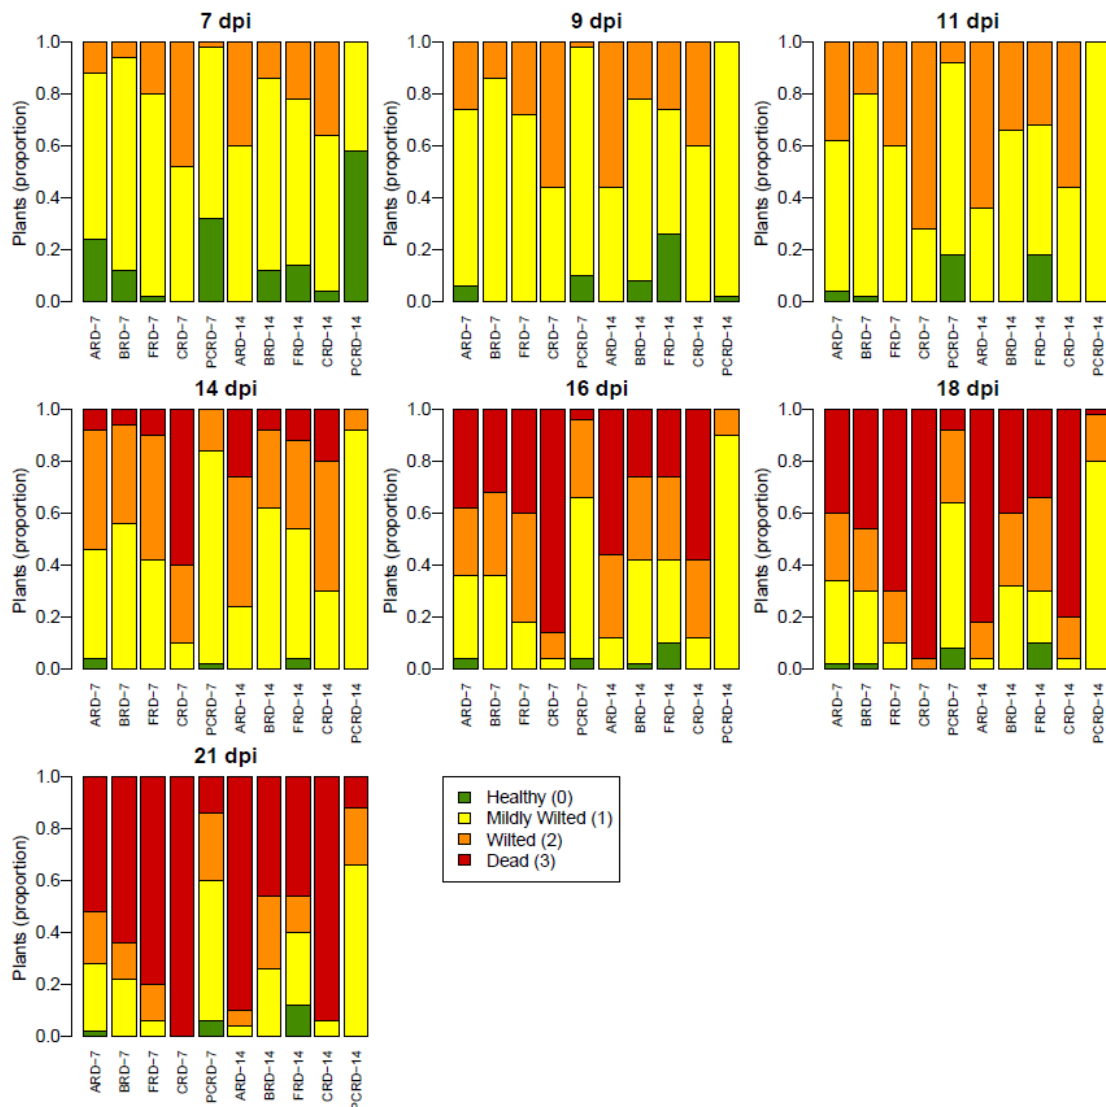 7 dpi
9 dpi
11 dpi
Plants (proportion)
1.0
0.8
0.6
0.4
0.2
0.0
ARD−7
BRD−7
FRD−7
CRD−7
PCRD−7
ARD−14
BRD−14
FRD−14
CRD−14
PCRD−14
Plants (proportion)
1.0
0.8
0.6
0.4
0.2
0.0
ARD−7
BRD−7
FRD−7
CRD−7
PCRD−7
ARD−14
BRD−14
FRD−14
CRD−14
PCRD−14
Plants (proportion)
1.0
0.8
0.6
0.4
0.2
0.0
ARD−7
BRD−7
FRD−7
CRD−7
PCRD−7
ARD−14
BRD−14
FRD−14
CRD−14
PCRD−14
14 dpi
16 dpi
18 dpi
Plants (proportion)
1.0
0.8
0.6
0.4
0.2
0.0
ARD−7
BRD−7
FRD−7
CRD−7
PCRD−7
ARD−14
BRD−14
FRD−14
CRD−14
PCRD−14
Plants (proportion)
1.0
0.8
0.6
0.4
0.2
0.0
ARD−7
BRD−7
FRD−7
CRD−7
PCRD−7
ARD−14
BRD−14
FRD−14
CRD−14
PCRD−14
Plants (proportion)
1.0
0.8
0.6
0.4
0.2
0.0
ARD−7
BRD−7
FRD−7
CRD−7
PCRD−7
ARD−14
BRD−14
FRD−14
CRD−14
PCRD−14
21 dpi
Plants (proportion)
1.0
0.8
0.6
0.4
0.2
0.0
ARD−7
BRD−7
FRD−7
CRD−7
PCRD−7
ARD−14
BRD−14
FRD−14
CRD−14
PCRD−14
Healthy (0)
Mildly Wilted (1)
Wilted (2)
Dead (3)